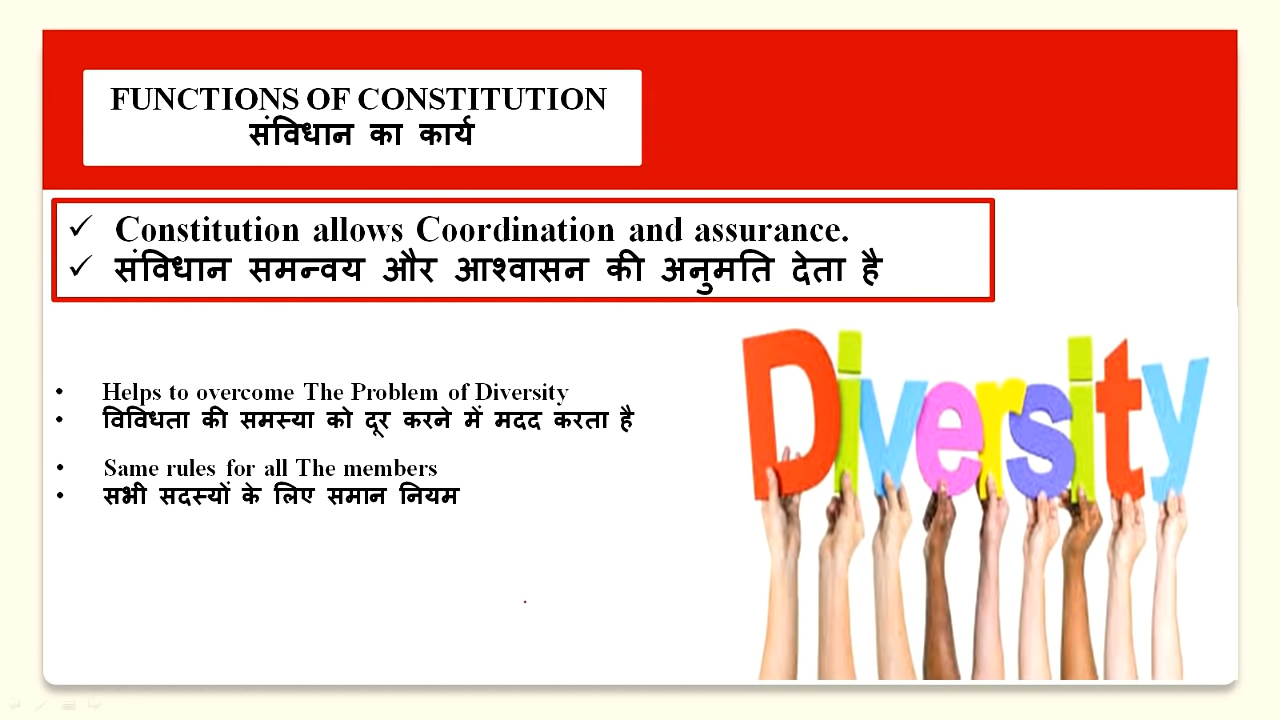 FUNCTIONS OF CONSTITUTION
संविधान का कार्य
✓ Constitution allows Coordination and assurance.
✓ संविधान समन्वय और आश्वासन की अनुमति देता है
• Helps to overcome The Problem of Diversity
• विविधता की समस्या को दूर करने में मदद करता है
• Same rules for all The members
• सभी सदस्यों के लिए समान नियम
Diversity